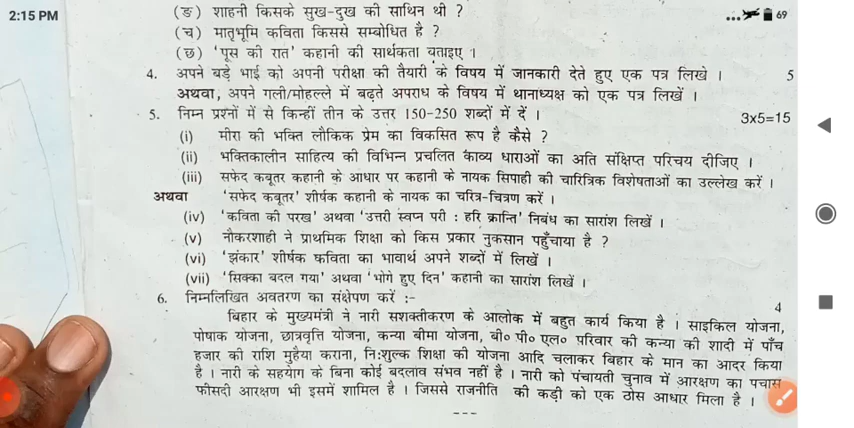 2:15 PM
69
(ङ) शाहनी किसके सुख-दुख की साथिन थी ?
(च) मातृभूमि कविता किससे सम्बोधित है ?
(छ) 'पूस की रात' कहानी की सार्थकता बताइए ।
4. अपने बड़े भाई को अपनी परीक्षा की तैयारी के विषय में जानकारी देते हुए एक पत्र लिखे । 5
अथवा, अपने गली/मोहल्ले में बढ़ते अपराध के विषय में थानाध्यक्ष को एक पत्र लिखें ।
5. निम्न प्रश्नों में से किन्हीं तीन के उत्तर 150-250 शब्दों में दें । 3x5=15
(i) मीरा की भक्ति लौकिक प्रेम का विकसित रूप है कैसे ?
(ii) भक्तिकालीन साहित्य की विभिन्न प्रचलित काव्य धाराओं का अति संक्षिप्त परिचय दीजिए ।
(iii) सफेद कबूतर कहानी के आधार पर कहानी के नायक सिपाही की चारित्रिक विशेषताओं का उल्लेख करें ।
अथवा 'सफेद कबूतर' शीर्षक कहानी के नायक का चरित्र-चित्रण करें ।
(iv) 'कविता की परख' अथवा 'उत्तरी स्वप्न परी : हरि क्रान्ति' निबंध का सारांश लिखें ।
(v) नौकरशाही ने प्राथमिक शिक्षा को किस प्रकार नुकसान पहुँचाया है ?
(vi) 'झंकार' शीर्षक कविता का भावार्थ अपने शब्दों में लिखें ।
(vii) 'सिक्का बदल गया' अथवा 'भोगे हुए दिन' कहानी का सारांश लिखें ।
6. निम्नलिखित अवतरण का संक्षेपण करें :- 4
बिहार के मुख्यमंत्री ने नारी सशक्तीकरण के आलोक में बहुत कार्य किया है । साइकिल योजना,
पोषाक योजना, छात्रवृत्ति योजना, कन्या बीमा योजना, बी० पी० एल० परिवार की कन्या की शादी में पाँच
हजार की राशि मुहैया कराना, नि:शुल्क शिक्षा की योजना आदि चलाकर बिहार के मान का आदर किया
है । नारी के सहयोग के बिना कोई बदलाव संभव नहीं है । नारी को पंचायती चुनाव में आरक्षण का पचास
फीसदी आरक्षण भी इसमें शामिल है । जिससे राजनीति की कड़ी को एक ठोस आधार मिला है ।